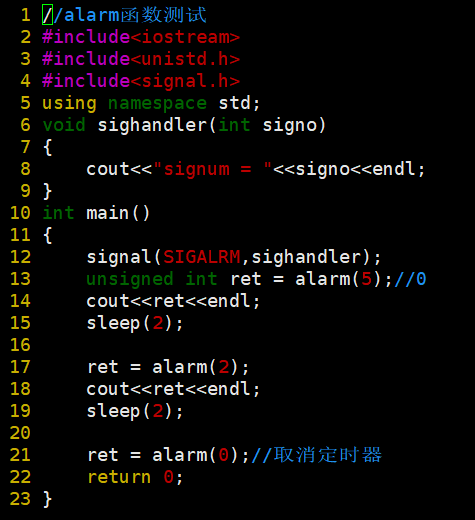 1 //alarm函数测试
2 #include<iostream>
3 #include<unistd.h>
4 #include<signal.h>
5 using namespace std;
6 void sighandler(int signo)
7 {
8     cout<<"signum = "<<signo<<endl;
9 }
10 int main()
11 {
12     signal(SIGALRM,sighandler);
13     unsigned int ret = alarm(5);//0
14     cout<<ret<<endl;
15     sleep(2);
16
17     ret = alarm(2);
18     cout<<ret<<endl;
19     sleep(2);
20
21     ret = alarm(0);//取消定时器
22     return 0;
23 }